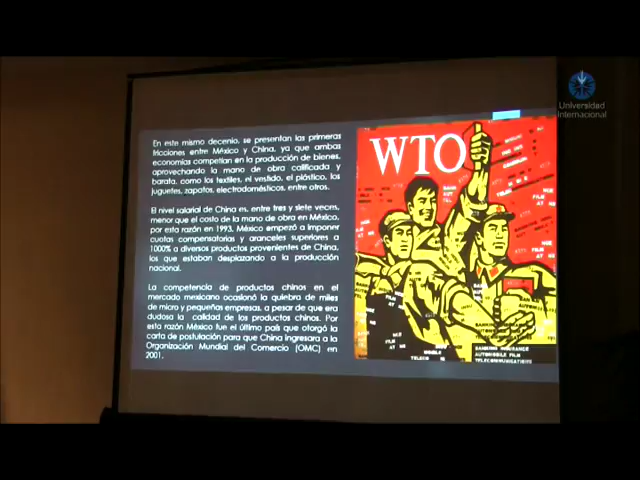 Universidad
Internacional
En este mismo decenio, se presentan las primeras
fricciones entre México y China, ya que ambas
economías competían en la producción de bienes,
aprovechando la mano de obra calificada y
barata, como los textiles, el vestido, el plástico, los
juguetes, zapatos, electrodomésticos, entre otros.
El nivel salarial de China es, entre tres y siete veces,
menor que el costo de la mano de obra en México,
por esta razón en 1993, México empezó a imponer
cuotas compensatorias y aranceles superiores a
1000% a diversos productos provenientes de China,
los que estaban desplazando a la producción
nacional.
La competencia de productos chinos en el
mercado mexicano ocasionó la quiebra de miles
de micro y pequeñas empresas, a pesar de que era
dudosa la calidad de los productos chinos. Por
esta razón México fue el último país que otorgó la
carta de postulación para que China ingresara a la
Organización Mundial del Comercio (OMC) en
2001.
WTO
BANKING INSURANCE
AUTOMOBILE FILM
TELECOMMUNICATIONS